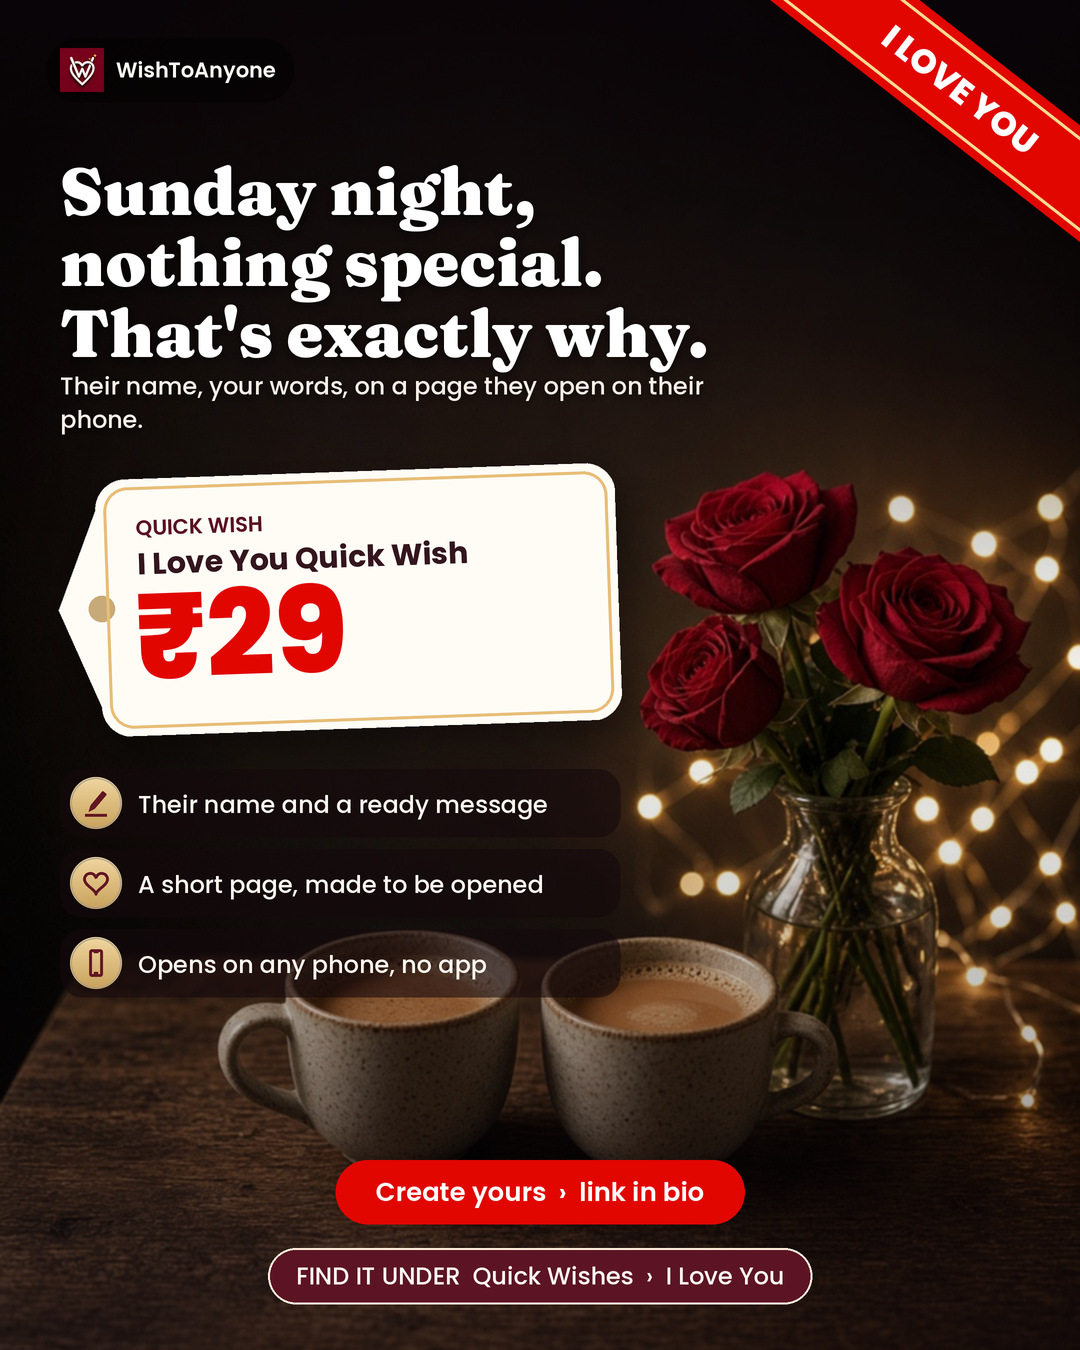 WishToAnyone
I LOVE YOU
Sunday night,
nothing special.
That's exactly why.
Their name, your words, on a page they open on their
phone.
QUICK WISH
I Love You Quick Wish
₹29
Their name and a ready message
A short page, made to be opened
Opens on any phone, no app
Create yours › link in bio
FIND IT UNDER Quick Wishes › I Love You